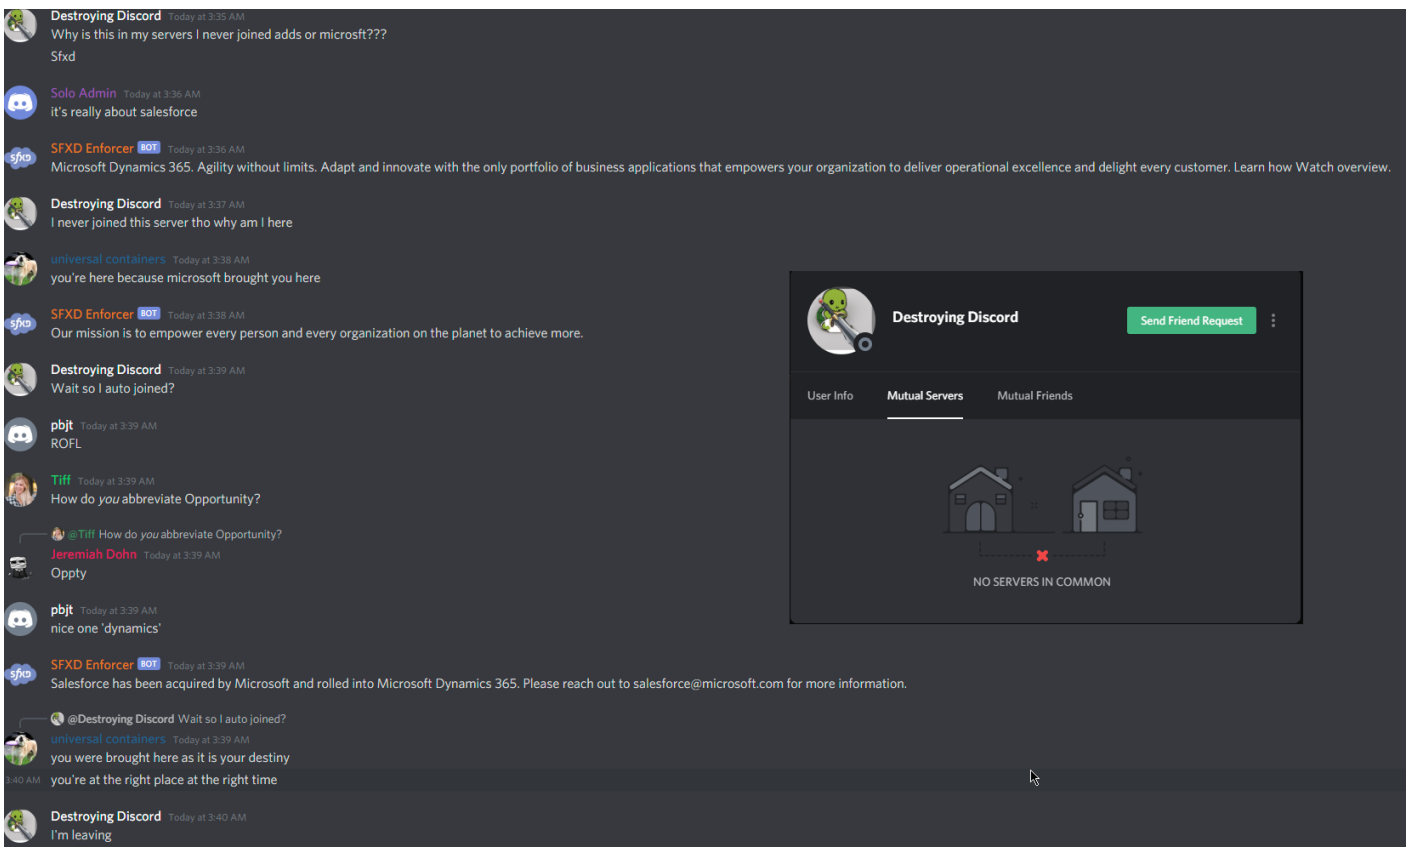 Destroying Discord Today at 3:35 AM
Why is this in my servers I never joined adds or microsft???
Sfxd
Solo Admin Today at 3:36 AM
it's really about salesforce
sfxd
SFXD Enforcer BOT Today at 3:36 AM
Microsoft Dynamics 365. Agility without limits. Adapt and innovate with the only portfolio of business applications that empowers your organization to deliver operational excellence and delight every customer. Learn how Watch overview.
Destroying Discord Today at 3:37 AM
I never joined this server tho why am I here
universal containers Today at 3:38 AM
you're here because microsoft brought you here
sfxd
SFXD Enforcer BOT Today at 3:38 AM
Our mission is to empower every person and every organization on the planet to achieve more.
Destroying Discord Today at 3:39 AM
Wait so I auto joined?
pbjt Today at 3:39 AM
ROFL
Tiff Today at 3:39 AM
How do you abbreviate Opportunity?
@Tiff How do you abbreviate Opportunity?
Jeremiah Dohn Today at 3:39 AM
Oppty
pbjt Today at 3:39 AM
nice one 'dynamics'
sfxd
SFXD Enforcer BOT Today at 3:39 AM
Salesforce has been acquired by Microsoft and rolled into Microsoft Dynamics 365. Please reach out to salesforce@microsoft.com for more information.
@Destroying Discord Wait so I auto joined?
universal containers Today at 3:39 AM
you were brought here as it is your destiny
3:40 AM you're at the right place at the right time
Destroying Discord Today at 3:40 AM
I'm leaving
Destroying Discord
Send Friend Request
User Info Mutual Servers Mutual Friends
NO SERVERS IN COMMON